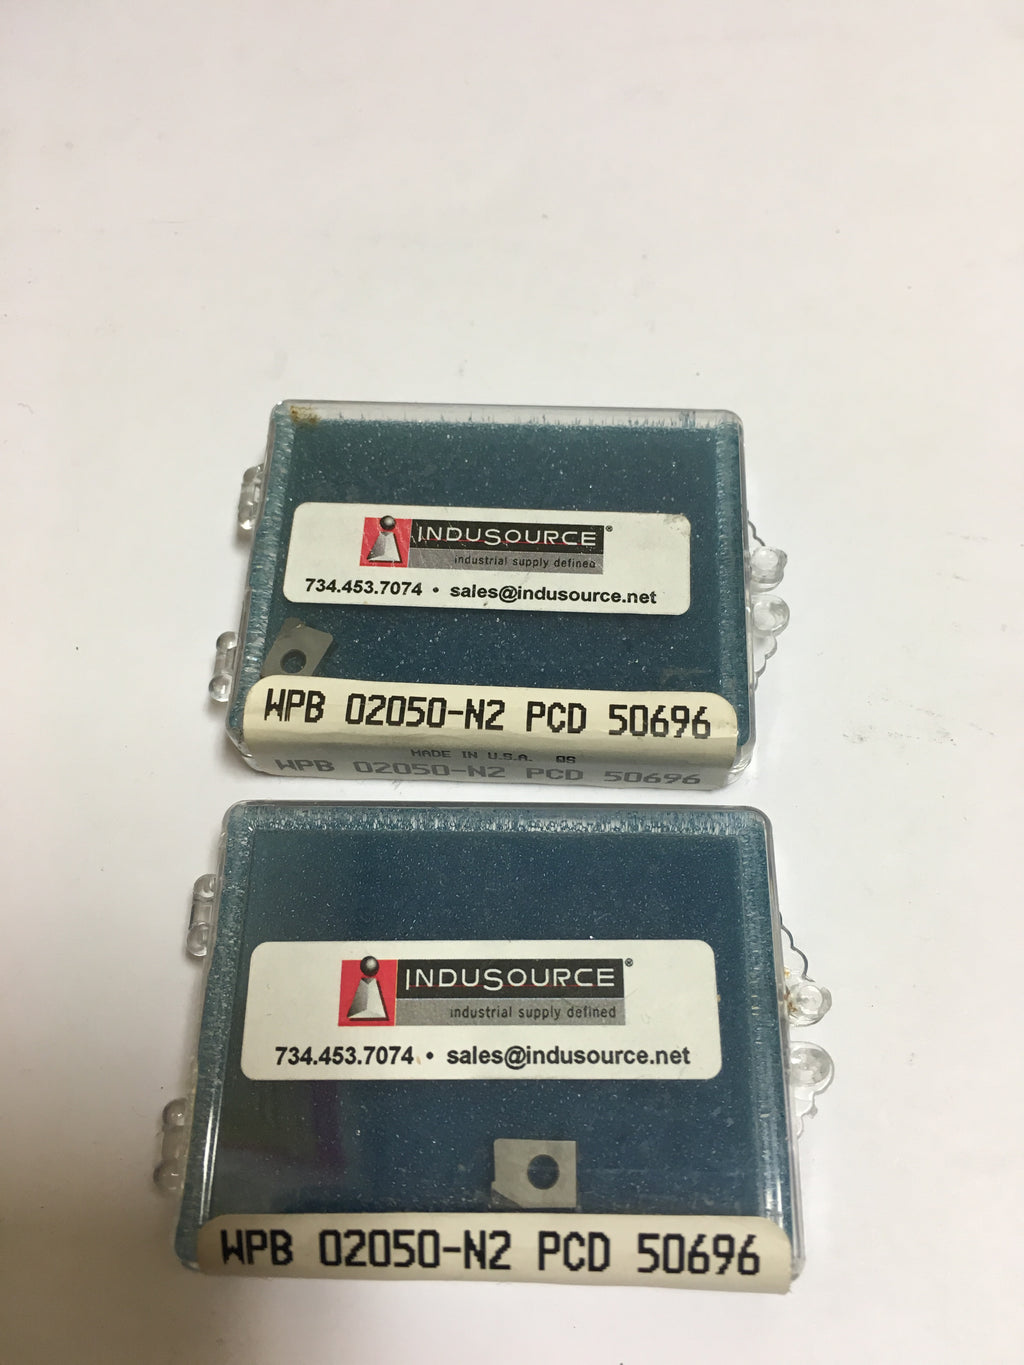 INDUSOURCE®
industrial supply defined
734.453.7074 • sales@indusource.net
WPB 02050-N2 PCD 50696
MADE IN U.S.A. QS
WPB 02050-N2 PCD 50696
INDUSOURCE®
industrial supply defined
734.453.7074 • sales@indusource.net
WPB 02050-N2 PCD 50696